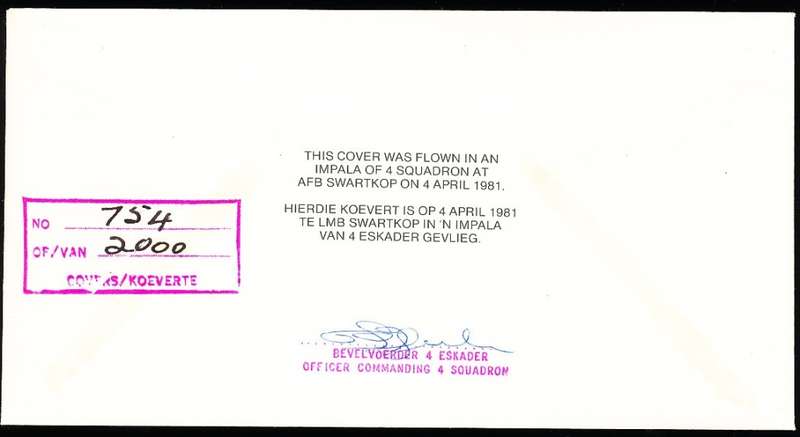 THIS COVER WAS FLOWN IN AN
IMPALA OF 4 SQUADRON AT
AFB SWARTKOP ON 4 APRIL 1981.
HIERDIE KOEVERT IS OP 4 APRIL 1981
TE LMB SWARTKOP IN 'N IMPALA
VAN 4 ESKADER GEVLIEG.
NO 754
OF/VAN 2000
COVERS/KOEVERTE
BEVELVOERDER 4 ESKADER
OFFICER COMMANDING 4 SQUADRON